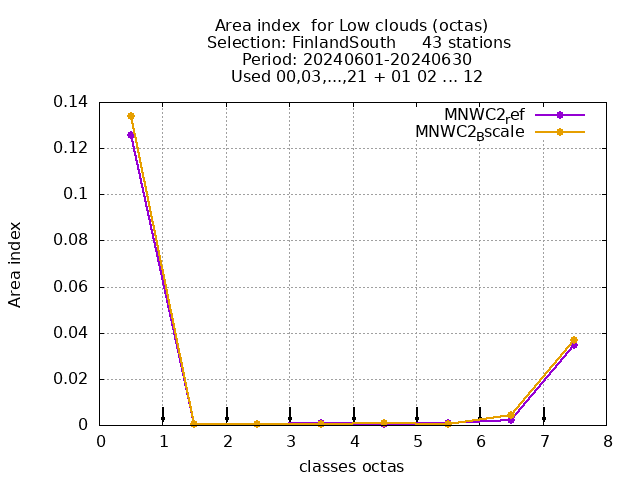 Area index  for Low clouds (octas)
Selection: FinlandSouth     43 stations
Period: 20240601-20240630
Used 00,03,...,21 + 01 02 ... 12
MNWC2ref
MNWC2Bscale
0.14
0.12
0.1
0.08
0.06
0.04
0.02
0
Area index
0 1 2 3 4 5 6 7 8
classes octas